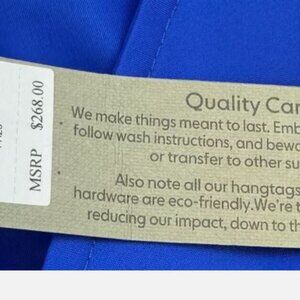 MSRP $268.00
Quality Car
We make things meant to last. Emb
follow wash instructions, and bewa
or transfer to other su
Also note all our hangtags
hardware are eco-friendly. We're t
reducing our impact, down to th